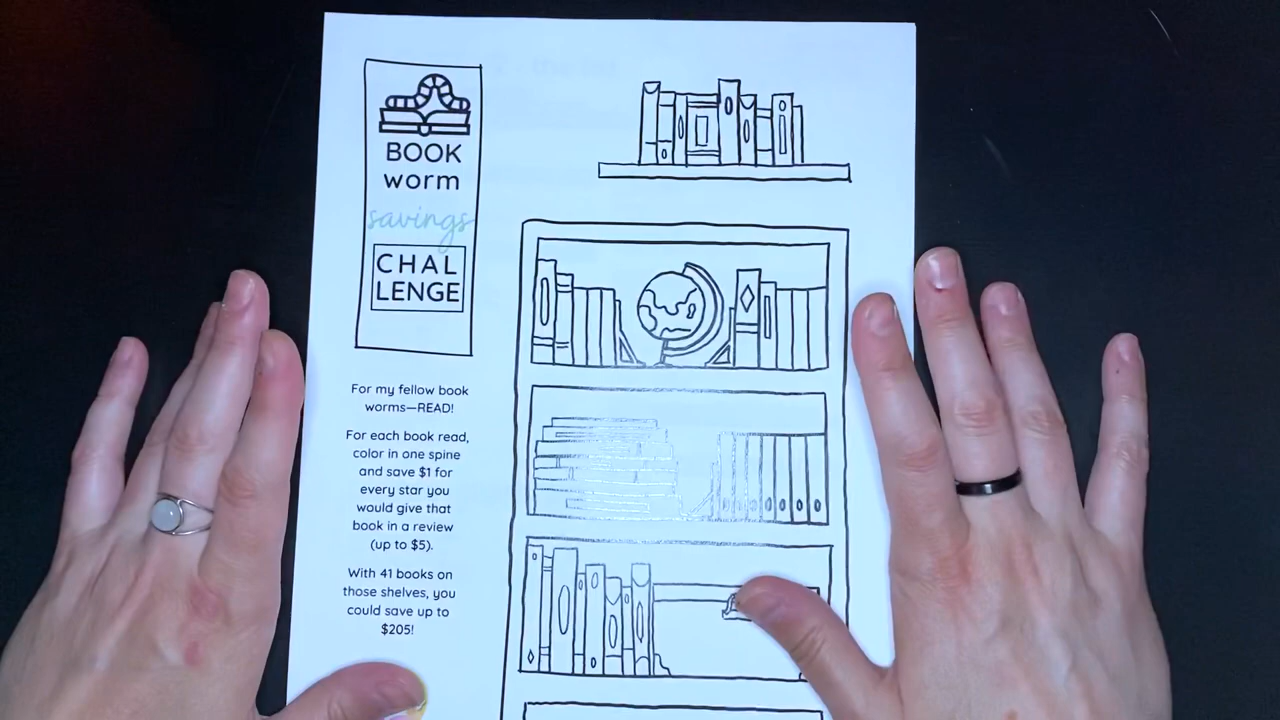 BOOK
worm
savings
CHAL
LENGE
For my fellow book
worms—READ!
For each book read,
color in one spine
and save $1 for
every star you
would give that
book in a review
(up to $5).
With 41 books on
those shelves, you
could save up to
$205!